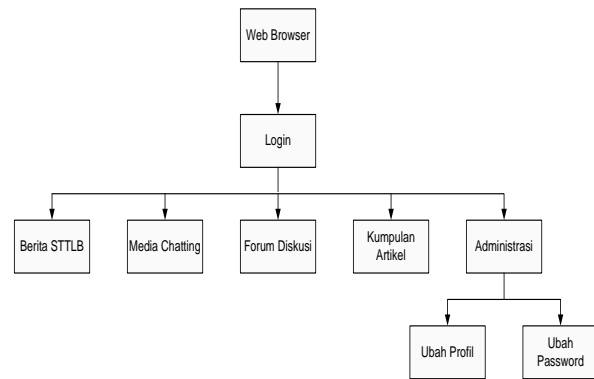 Web Browser
Login
Berita STTLB
Media Chatting
Forum Diskusi
Kumpulan
Artikel
Administrasi
Ubah Profil
Ubah
Password